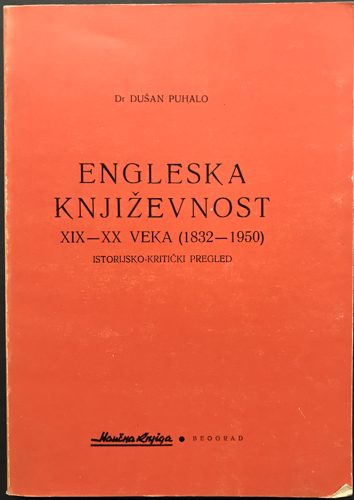 Dr DUŠAN PUHALO
ENGLESKA
KNJIŽEVNOST
XIX—XX VEKA (1832—1950)
ISTORIJSKO-KRITIČKI PREGLED
Naučna Knjiga • BEOGRAD